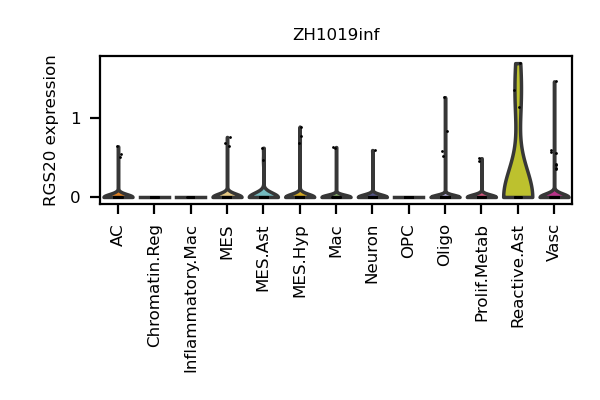 ZH1019inf
RGS20 expression
1
0
AC
Chromatin.Reg
Inflammatory.Mac
MES
MES.Ast
MES.Hyp
Mac
Neuron
OPC
Oligo
Prolif.Metab
Reactive.Ast
Vasc